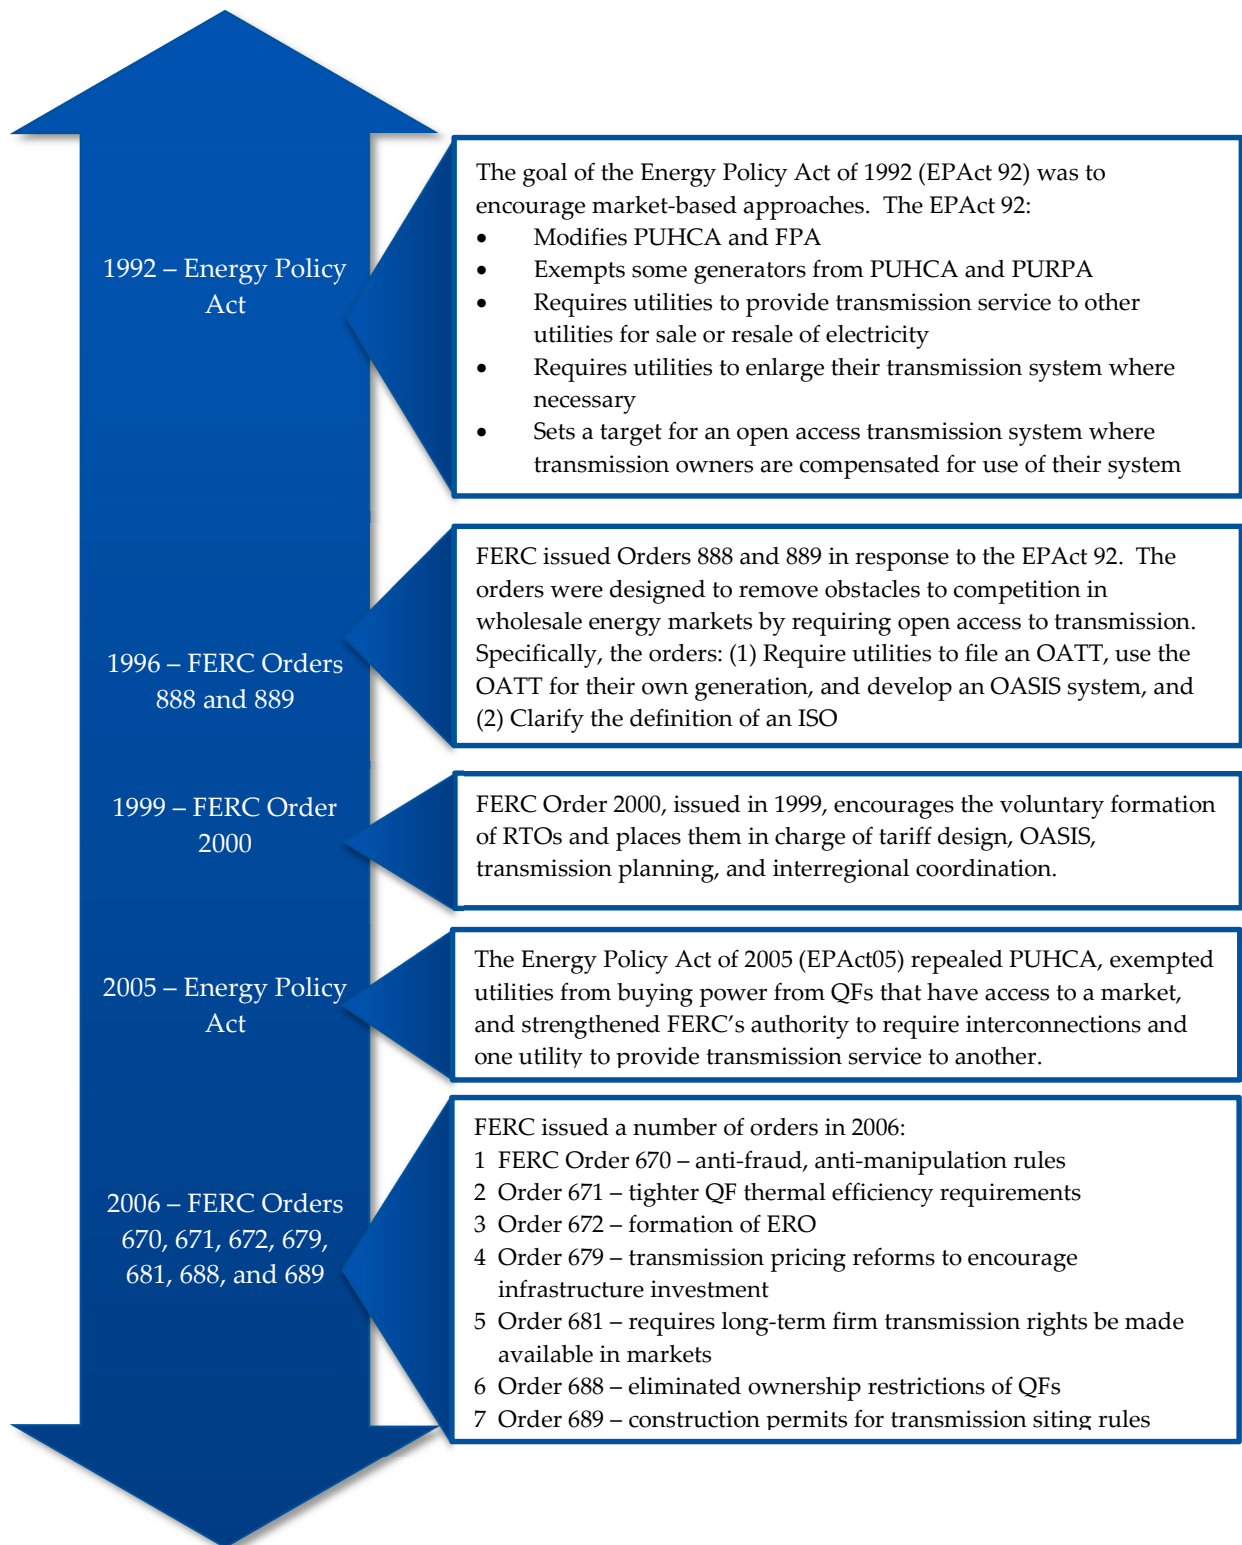 1992 – Energy Policy
Act
The goal of the Energy Policy Act of 1992 (EPAct 92) was to
encourage market-based approaches.  The EPAct 92:
• Modifies PUHCA and FPA
• Exempts some generators from PUHCA and PURPA
• Requires utilities to provide transmission service to other
utilities for sale or resale of electricity
• Requires utilities to enlarge their transmission system where
necessary
• Sets a target for an open access transmission system where
transmission owners are compensated for use of their system
1996 – FERC Orders
888 and 889
FERC issued Orders 888 and 889 in response to the EPAct 92.  The
orders were designed to remove obstacles to competition in
wholesale energy markets by requiring open access to transmission.
Specifically, the orders: (1) Require utilities to file an OATT, use the
OATT for their own generation, and develop an OASIS system, and
(2) Clarify the definition of an ISO
1999 – FERC Order
2000
FERC Order 2000, issued in 1999, encourages the voluntary formation
of RTOs and places them in charge of tariff design, OASIS,
transmission planning, and interregional coordination.
2005 – Energy Policy
Act
The Energy Policy Act of 2005 (EPAct05) repealed PUHCA, exempted
utilities from buying power from QFs that have access to a market,
and strengthened FERC’s authority to require interconnections and
one utility to provide transmission service to another.
2006 – FERC Orders
670, 671, 672, 679,
681, 688, and 689
FERC issued a number of orders in 2006:
1 FERC Order 670 – anti-fraud, anti-manipulation rules
2 Order 671 – tighter QF thermal efficiency requirements
3 Order 672 – formation of ERO
4 Order 679 – transmission pricing reforms to encourage
infrastructure investment
5 Order 681 – requires long-term firm transmission rights be made
available in markets
6 Order 688 – eliminated ownership restrictions of QFs
7 Order 689 – construction permits for transmission siting rules